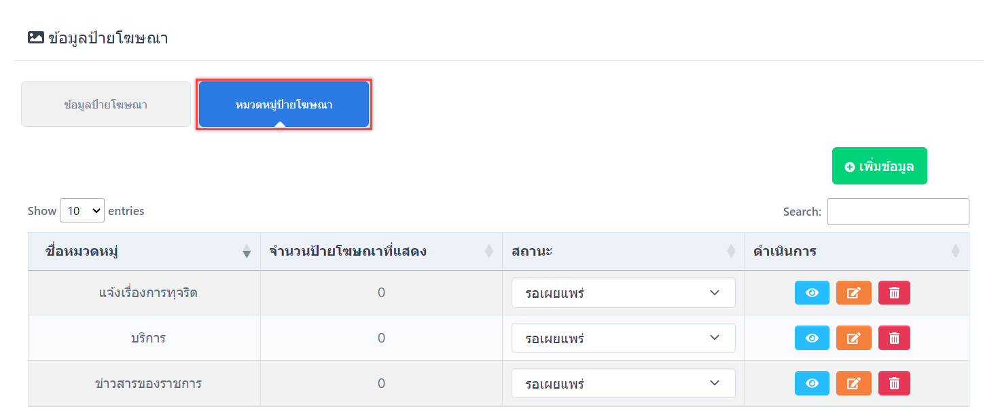 ข้อมูลป้ายโฆษณา
ข้อมูลป้ายโฆษณา หมวดหมู่ป้ายโฆษณา
เพิ่มข้อมูล
Show 10 entries Search:
ชื่อหมวดหมู่ จำนวนป้ายโฆษณาที่แสดง สถานะ ดำเนินการ
แจ้งเรื่องการทุจริต 0 รอเผยแพร่
บริการ 0 รอเผยแพร่
ข่าวสารของราชการ 0 รอเผยแพร่